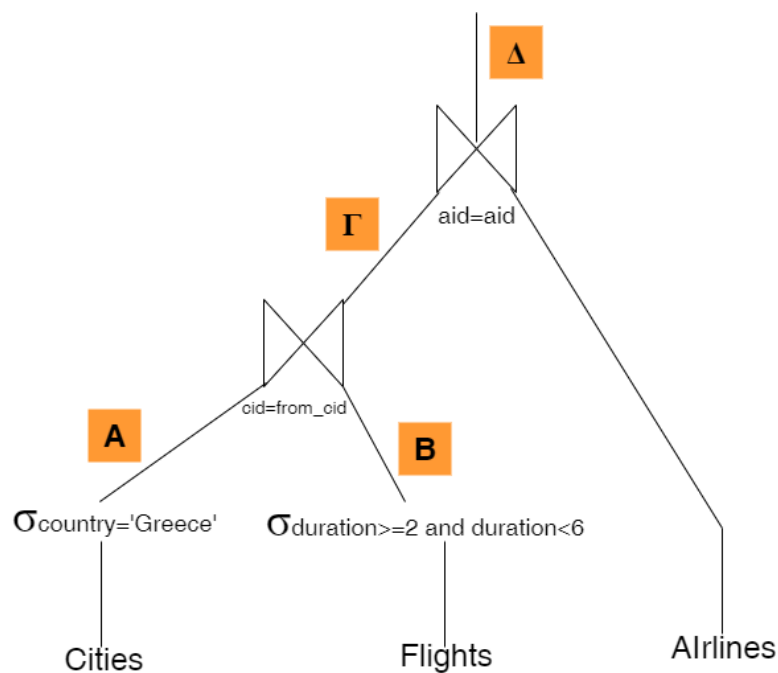 Δ
aid=aid
Γ
cid=from_cid
A
B
σcountry='Greece'
σduration>=2 and duration<6
Cities
Flights
AIrlines